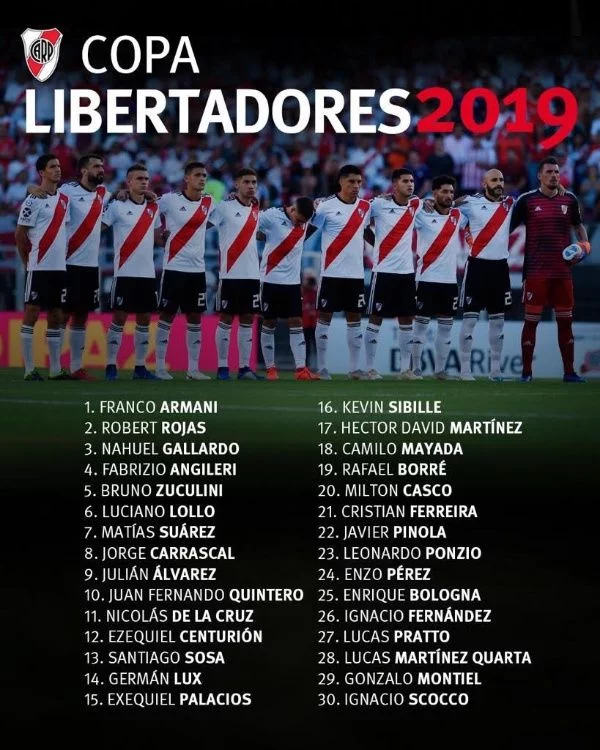 CARP
COPA
LIBERTADORES 2019
1. FRANCO ARMANI
2. ROBERT ROJAS
3. NAHUEL GALLARDO
4. FABRIZIO ANGILERI
5. BRUNO ZUCULINI
6. LUCIANO LOLLO
7. MATÍAS SUÁREZ
8. JORGE CARRASCAL
9. JULIÁN ÁLVAREZ
10. JUAN FERNANDO QUINTERO
11. NICOLÁS DE LA CRUZ
12. EZEQUIEL CENTURIÓN
13. SANTIAGO SOSA
14. GERMÁN LUX
15. EXEQUIEL PALACIOS
16. KEVIN SIBILLE
17. HECTOR DAVID MARTÍNEZ
18. CAMILO MAYADA
19. RAFAEL BORRÉ
20. MILTON CASCO
21. CRISTIAN FERREIRA
22. JAVIER PINOLA
23. LEONARDO PONZIO
24. ENZO PÉREZ
25. ENRIQUE BOLOGNA
26. IGNACIO FERNÁNDEZ
27. LUCAS PRATTO
28. LUCAS MARTÍNEZ QUARTA
29. GONZALO MONTIEL
30. IGNACIO SCOCCO